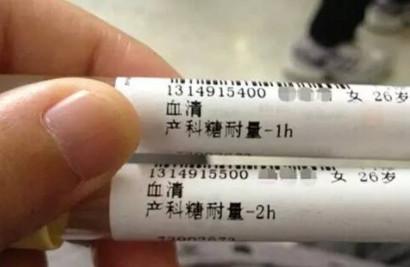 1314915400 女 26岁
血清
产科糖耐量-1h
1314915500 女 26岁
血清
产科糖耐量-2h